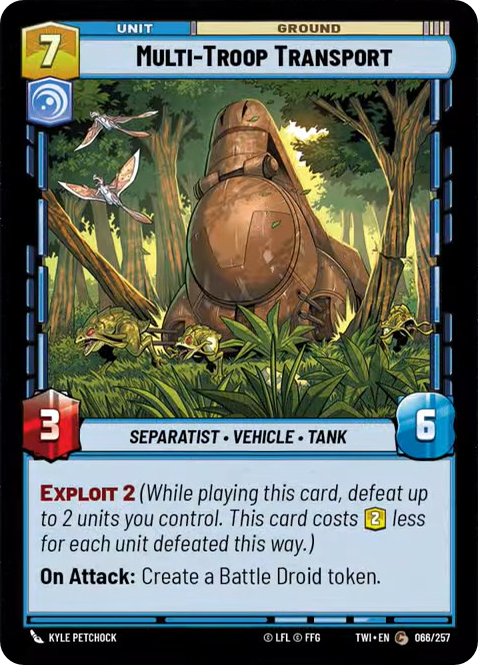 UNIT
GROUND
7
MULTI-TROOP TRANSPORT
3
6
SEPARATIST • VEHICLE • TANK
EXPLOIT 2 (While playing this card, defeat up
to 2 units you control. This card costs 2 less
for each unit defeated this way.)
On Attack: Create a Battle Droid token.
KYLE PETCHOCK
© LFL © FFG
TWI • EN C 066/257